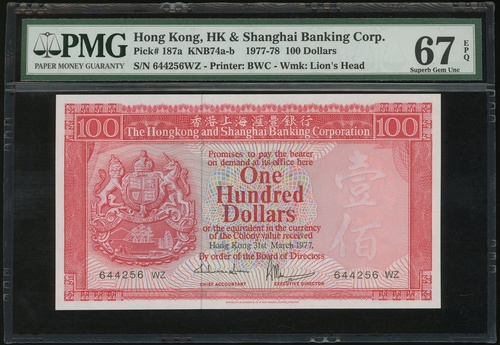 PMG
PAPER MONEY GUARANTY
Hong Kong, HK & Shanghai Banking Corp.
Pick# 187a KNB74a-b 1977-78 100 Dollars
S/N 644256WZ - Printer: BWC - Wmk: Lion's Head
67 EPQ
Superb Gem Unc
100 香港上海滙豐銀行 100
The Hongkong and Shanghai Banking Corporation
Promises to pay the bearer
on demand at its office here
One
Hundred
Dollars
壹佰
or the equivalent in the currency
of the Colony value received
Hong Kong 31st March 1977.
By order of the Board of Directors
644256 WZ
644256 WZ
CHIEF ACCOUNTANT
EXECUTIVE DIRECTOR